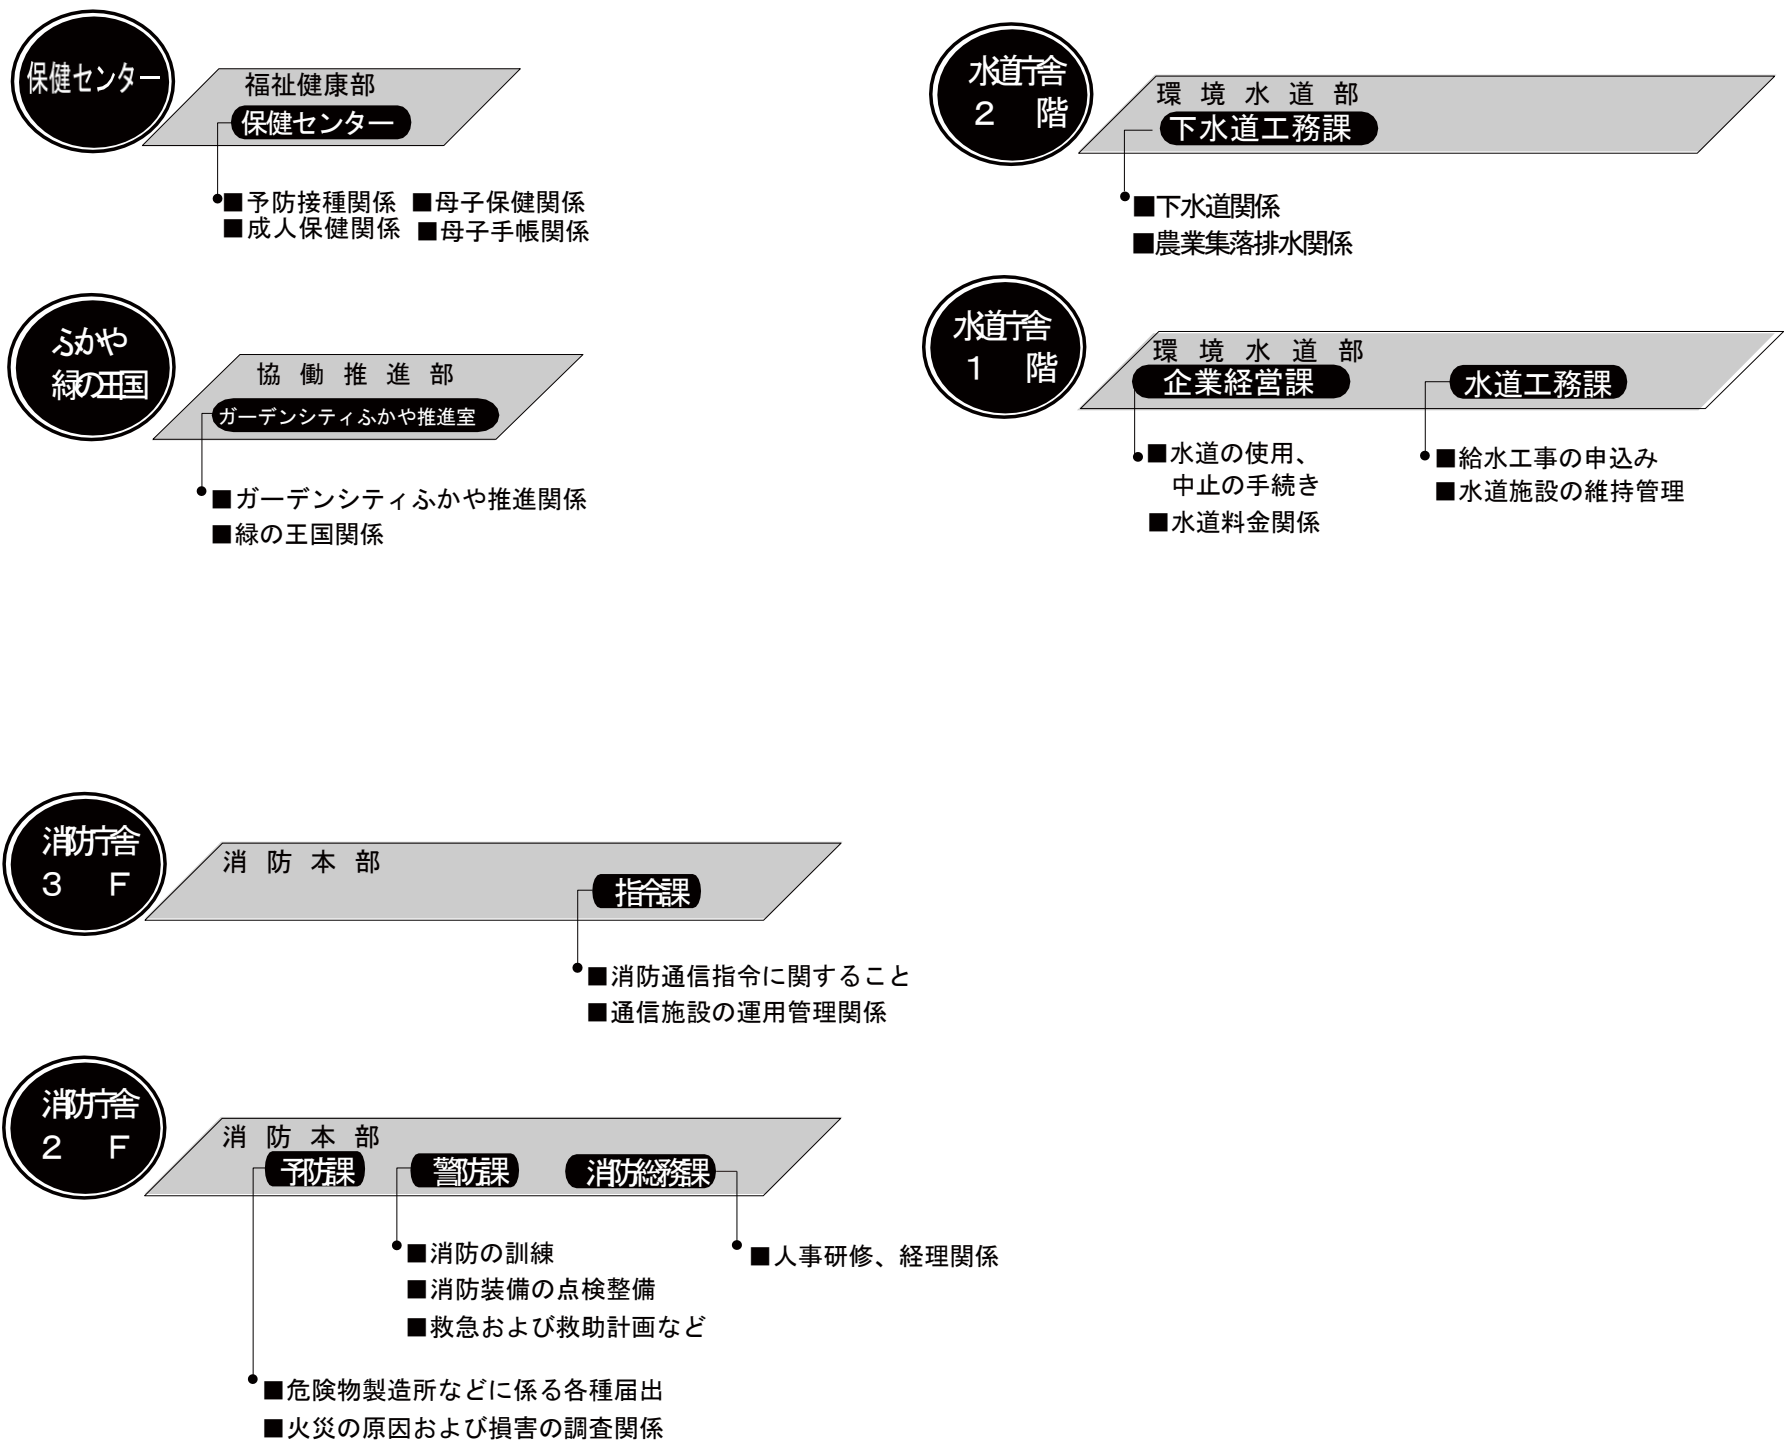 保健センター
福祉健康部
保健センター
■予防接種関係 ■母子保健関係
■成人保健関係 ■母子手帳関係
ふかや
緑の王国
協働推進部
ガーデンシティふかや推進室
■ガーデンシティふかや推進関係
■緑の王国関係
水道庁舎
2 階
環境水道部
下水道工務課
■下水道関係
■農業集落排水関係
水道庁舎
1 階
環境水道部
企業経営課 水道工務課
■水道の使用、
中止の手続き
■水道料金関係
■給水工事の申込み
■水道施設の維持管理
消防庁舎
3 F
消防本部
指令課
■消防通信指令に関すること
■通信施設の運用管理関係
消防庁舎
2 F
消防本部
予防課 警防課 消防総務課
■消防の訓練
■消防装備の点検整備
■救急および救助計画など
■人事研修、経理関係
■危険物製造所などに係る各種届出
■火災の原因および損害の調査関係